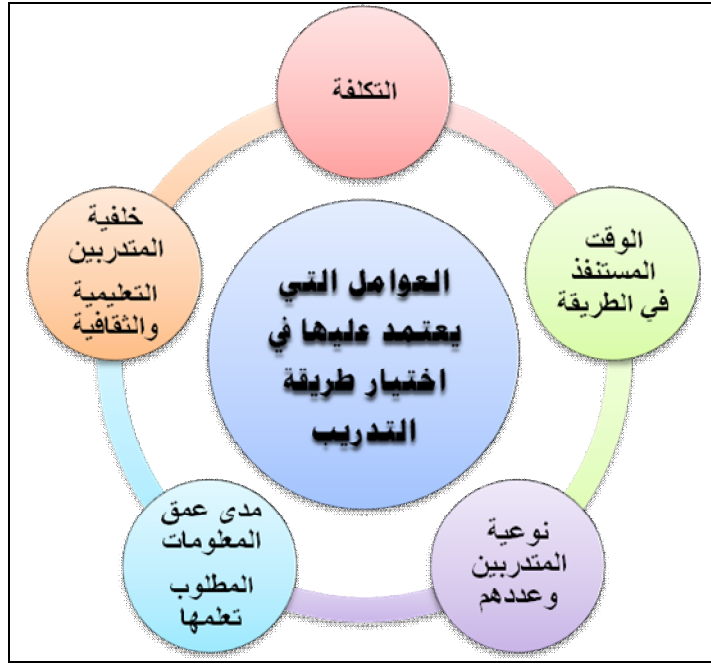 التكلفة
الوقت
المستنفذ
في الطريقة
نوعية
المتدربين
وعددهم
مدى عمق
المعلومات
المطلوب
تعلمها
خلفية
المتدربين
التعليمية
والثقافية
العوامل التي
يعتمد عليها في
اختيار طريقة
التدريب